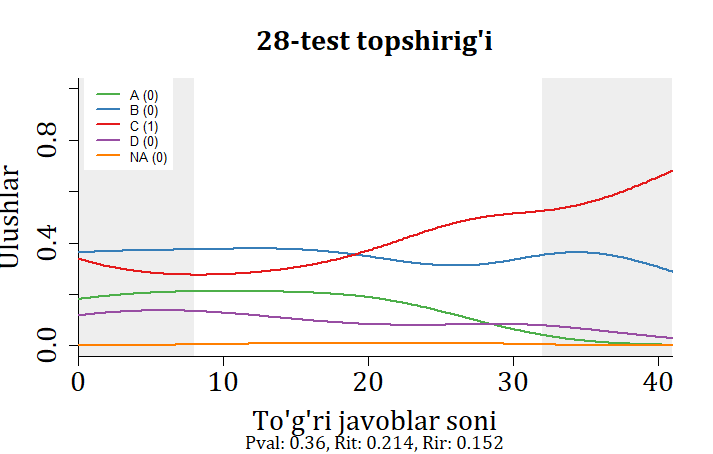 28-test topshirig'i
A (0)
B (0)
C (1)
D (0)
NA (0)
Ulushlar
0.8
0.4
0.0
0 10 20 30 40
To'g'ri javoblar soni
Pval: 0.36, Rit: 0.214, Rir: 0.152